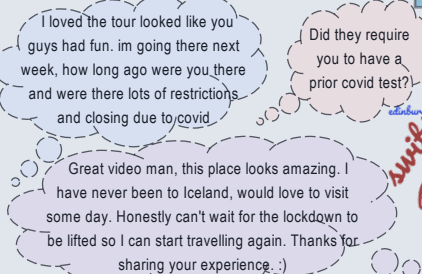 I loved the tour looked like you
guys had fun. im going there next
week, how long ago were you there
and were there lots of restrictions
and closing due to covid
Did they require
you to have a
prior covid test?
edinbur
swif
Great video man, this place looks amazing. I
have never been to Iceland, would love to visit
some day. Honestly can't wait for the lockdown to
be lifted so I can start travelling again. Thanks for
sharing your experience. :)